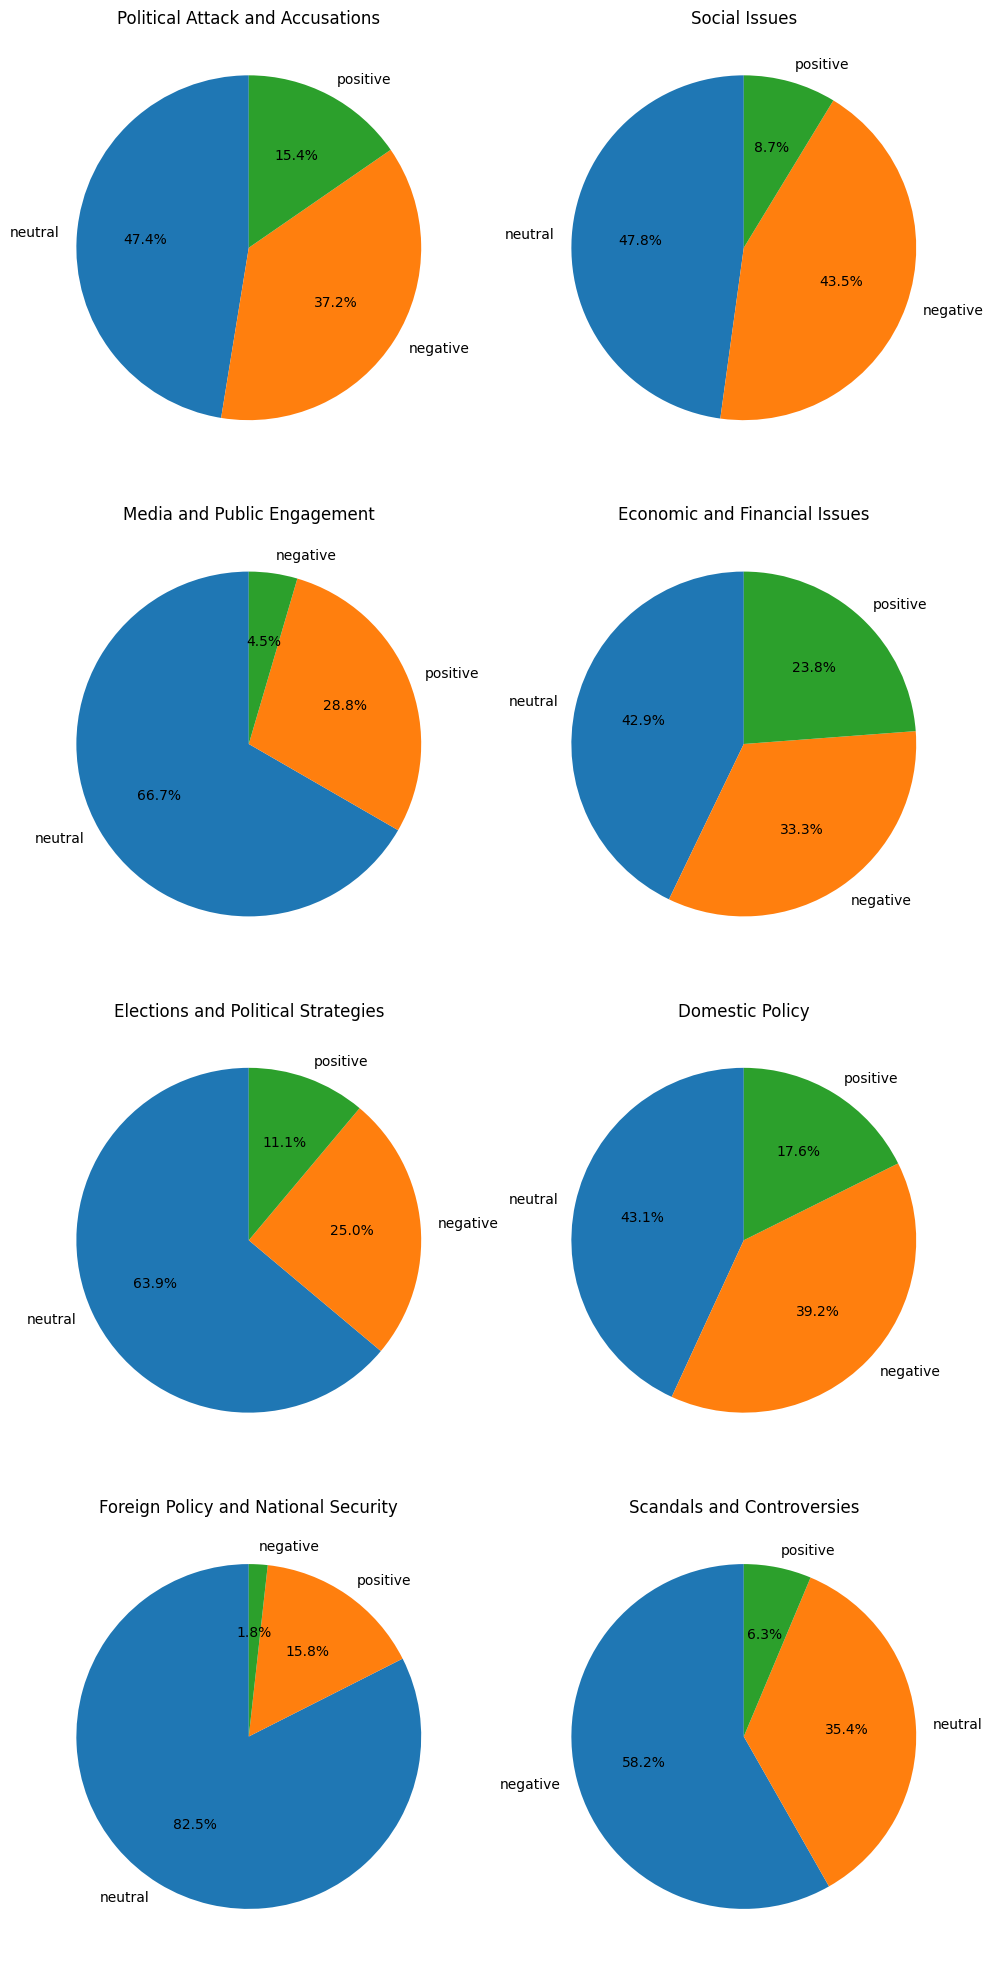 Political Attack and Accusations
positive
15.4%
neutral
47.4%
37.2%
negative
Social Issues
positive
8.7%
neutral
47.8%
43.5%
negative
Media and Public Engagement
negative
4.5%
positive
28.8%
66.7%
neutral
Economic and Financial Issues
positive
23.8%
neutral
42.9%
33.3%
negative
Elections and Political Strategies
positive
11.1%
negative
25.0%
63.9%
neutral
Domestic Policy
positive
17.6%
neutral
43.1%
39.2%
negative
Foreign Policy and National Security
negative
positive
1.8%
15.8%
82.5%
neutral
Scandals and Controversies
positive
6.3%
neutral
35.4%
58.2%
negative